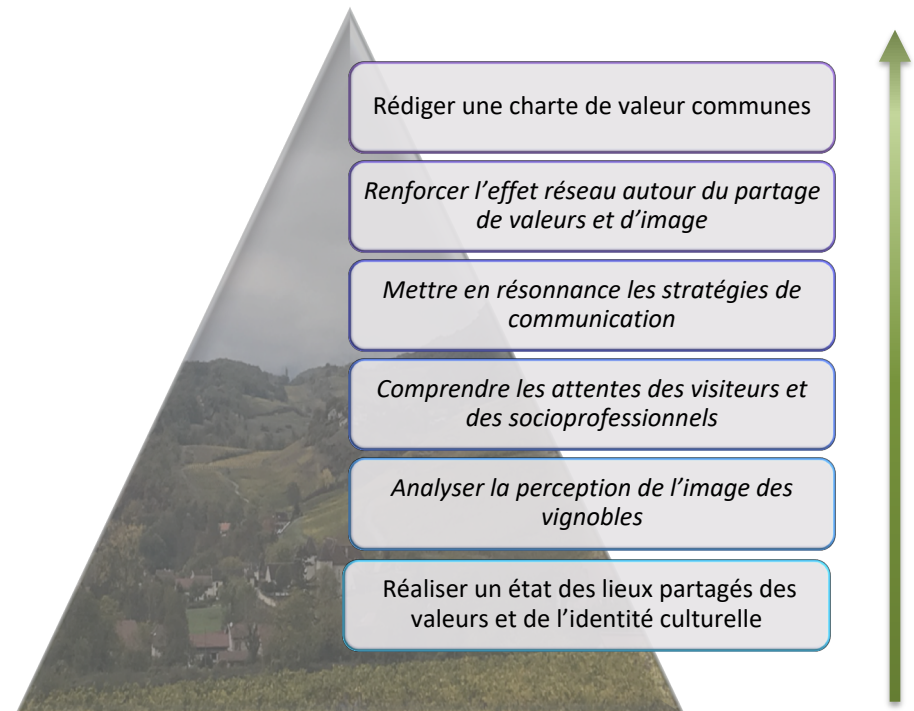 Rédiger une charte de valeur communes
Renforcer l’effet réseau autour du partage
de valeurs et d’image
Mettre en résonnance les stratégies de
communication
Comprendre les attentes des visiteurs et
des socioprofessionnels
Analyser la perception de l’image des
vignobles
Réaliser un état des lieux partagés des
valeurs et de l’identité culturelle